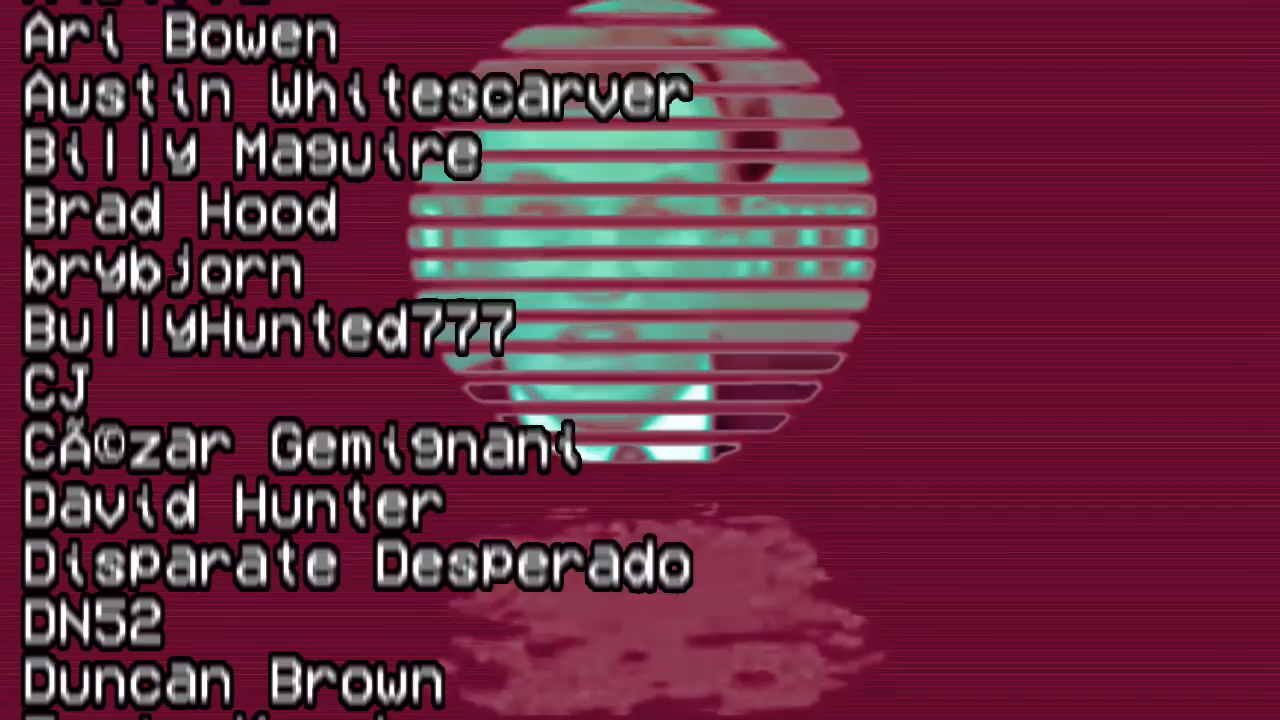 Ari Bowen
Austin Whitescarver
Billy Maguire
Brad Hood
brybjorn
BullyHunted777
CJ
CÃ©zar Gemignani
David Hunter
Disparate Desperado
DN52
Duncan Brown